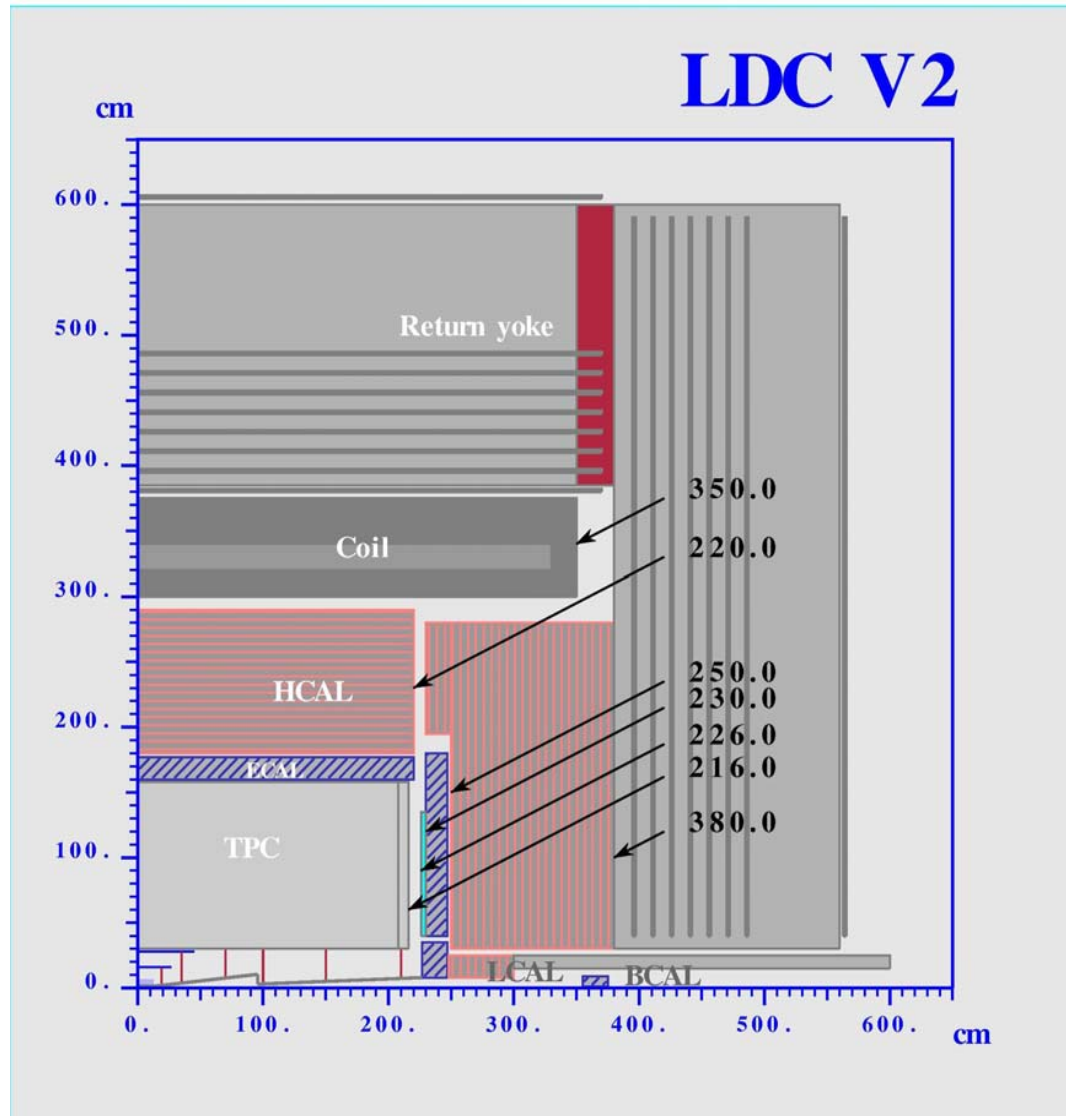 LDC V2
cm
600.
Return yoke
500.
400.
350.0
Coil
220.0
300.
250.0
HCAL
230.0
200.
226.0
ECAL
216.0
380.0
TPC
100.
LCAL
BCAL
0.
0. 100. 200. 300. 400. 500. 600.
cm